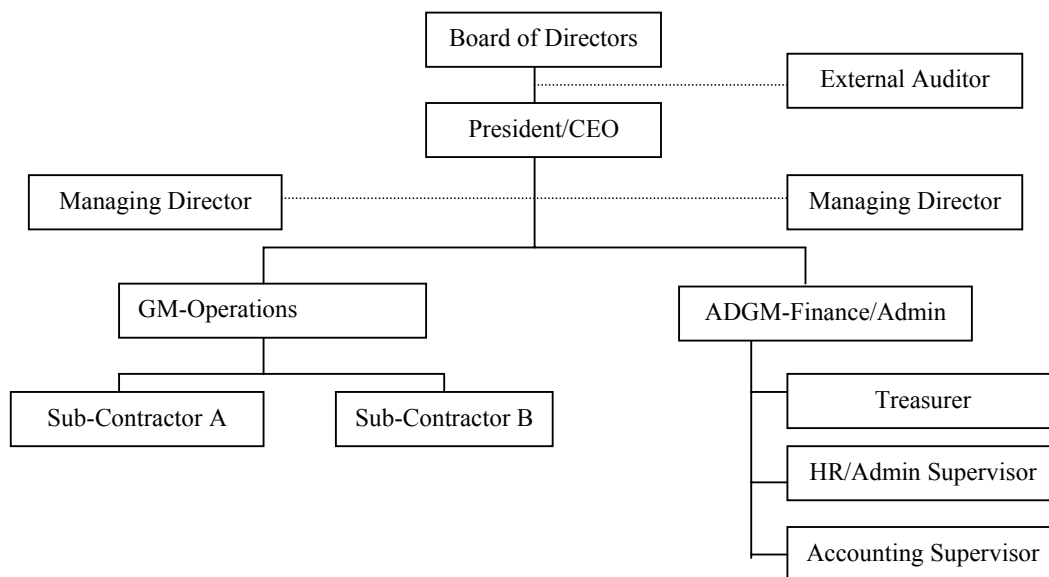 Board of Directors
External Auditor
President/CEO
Managing Director
Managing Director
GM-Operations
ADGM-Finance/Admin
Sub-Contractor A
Sub-Contractor B
Treasurer
HR/Admin Supervisor
Accounting Supervisor